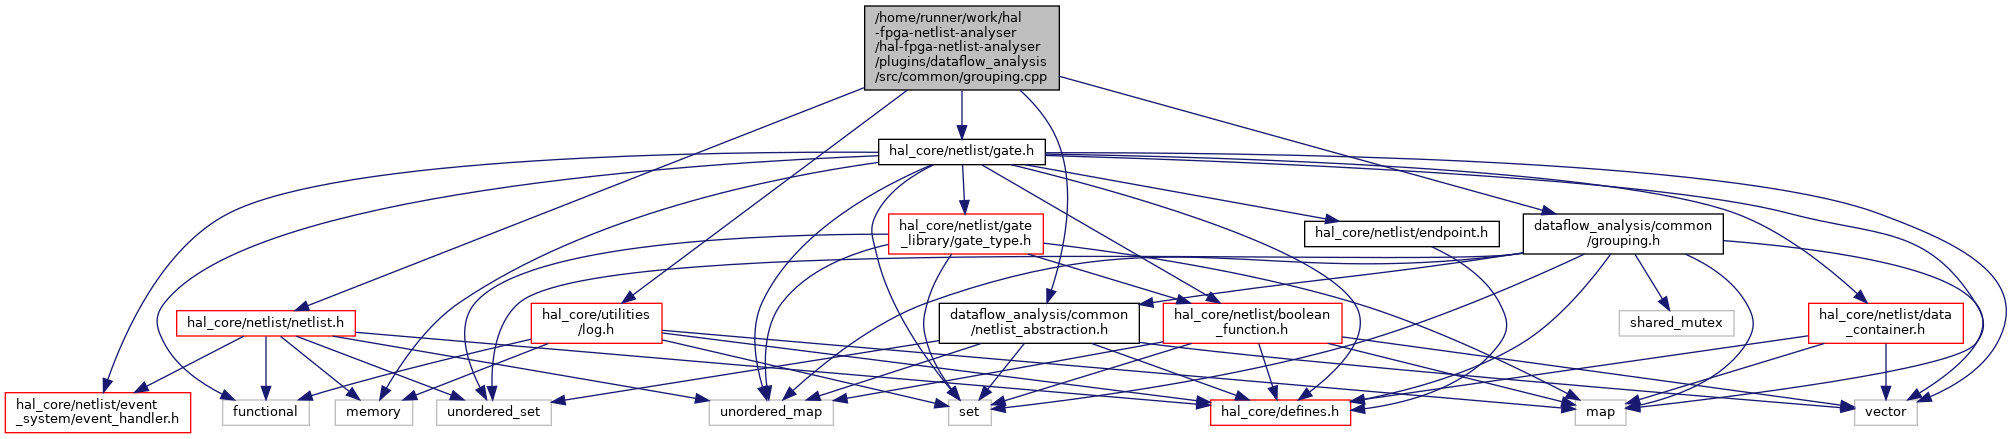 /home/runner/work/hal
-fpga-netlist-analyser
/hal-fpga-netlist-analyser
/plugins/dataflow_analysis
/src/common/grouping.cpp
hal_core/netlist/gate.h
hal_core/netlist/gate
_library/gate_type.h
hal_core/netlist/endpoint.h
dataflow_analysis/common
/grouping.h
hal_core/netlist/netlist.h
hal_core/utilities
/log.h
dataflow_analysis/common
/netlist_abstraction.h
hal_core/netlist/boolean
_function.h
shared_mutex
hal_core/netlist/data
_container.h
hal_core/netlist/event
_system/event_handler.h
functional
memory
unordered_set
unordered_map
set
hal_core/defines.h
map
vector